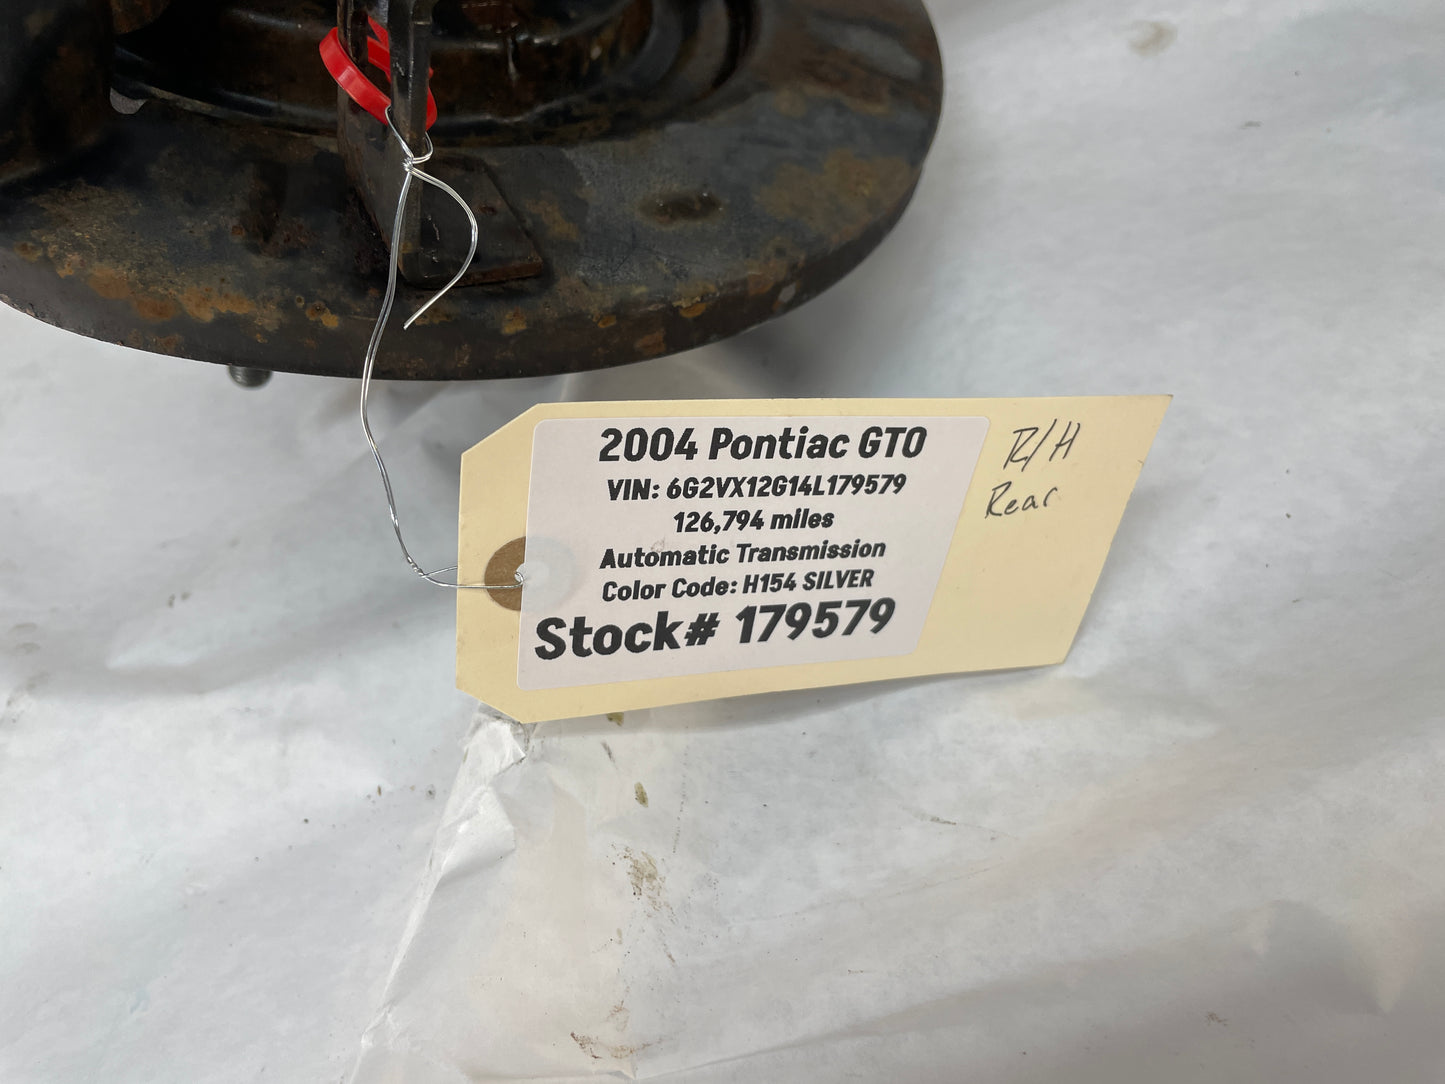 2004 Pontiac GTO
VIN: 6G2VX12G14L179579
126,794 miles
Automatic Transmission
Color Code: H154 SILVER
Stock# 179579
R/H
Rear